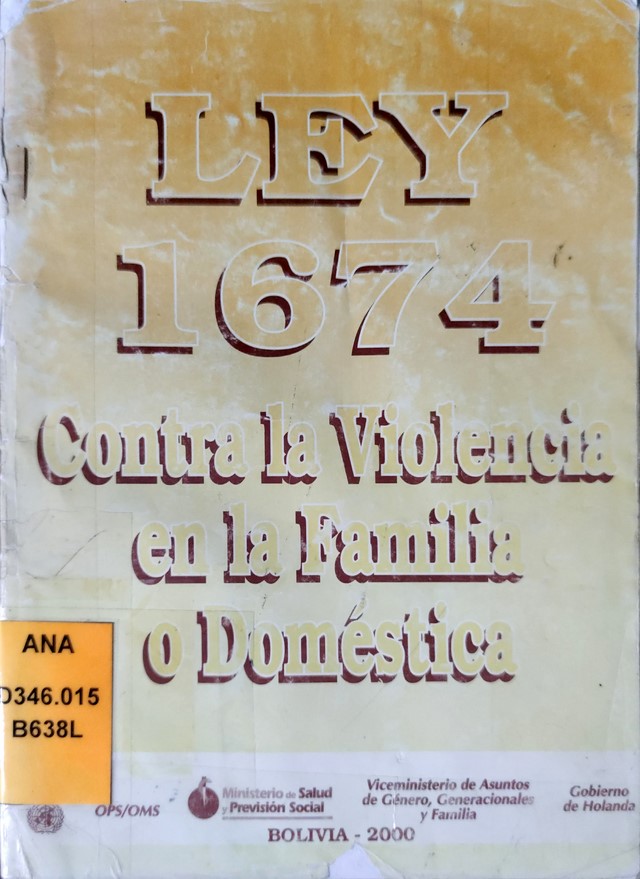 LEY
1674
Contra la Violencia
en la Familia
o Doméstica
ANA
D346.015
B638L
OPS/OMS
Ministerio de Salud
y Previsión Social
Viceministerio de Asuntos
de Género, Generacionales
y Familia
Gobierno
de Holanda
BOLIVIA - 2000